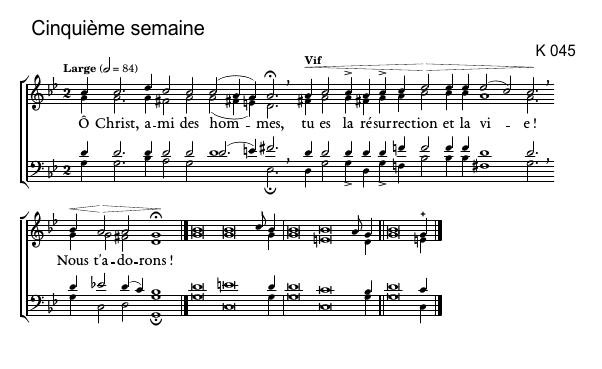 Cinquième semaine
K 045
Large (𝅗𝅥 = 84)
Vif
Ô Christ, a-mi des hom - mes, tu es la résurrection et la vi - e !
Nous t'a-do-rons !